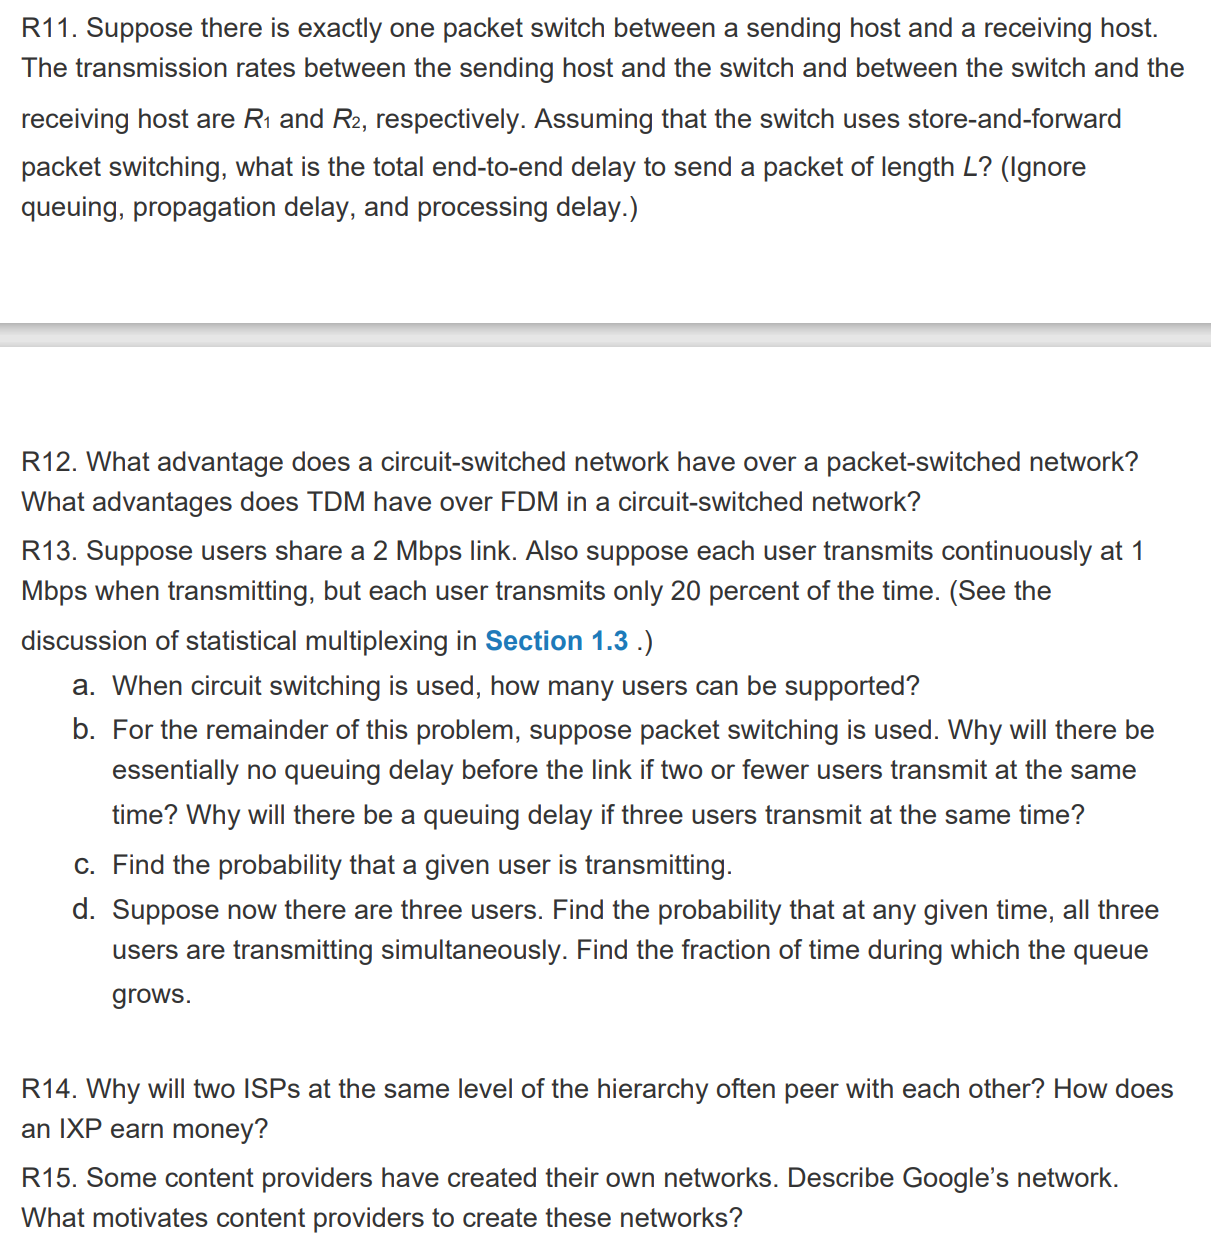 R11. Suppose there is exactly one packet switch between a sending host and a receiving host.
The transmission rates between the sending host and the switch and between the switch and the
receiving host are R1 and R2, respectively. Assuming that the switch uses store-and-forward
packet switching, what is the total end-to-end delay to send a packet of length L? (Ignore
queuing, propagation delay, and processing delay.)
R12. What advantage does a circuit-switched network have over a packet-switched network?
What advantages does TDM have over FDM in a circuit-switched network?
R13. Suppose users share a 2 Mbps link. Also suppose each user transmits continuously at 1
Mbps when transmitting, but each user transmits only 20 percent of the time. (See the
discussion of statistical multiplexing in Section 1.3 .)
a. When circuit switching is used, how many users can be supported?
b. For the remainder of this problem, suppose packet switching is used. Why will there be
essentially no queuing delay before the link if two or fewer users transmit at the same
time? Why will there be a queuing delay if three users transmit at the same time?
c. Find the probability that a given user is transmitting.
d. Suppose now there are three users. Find the probability that at any given time, all three
users are transmitting simultaneously. Find the fraction of time during which the queue
grows.
R14. Why will two ISPs at the same level of the hierarchy often peer with each other? How does
an IXP earn money?
R15. Some content providers have created their own networks. Describe Google’s network.
What motivates content providers to create these networks?